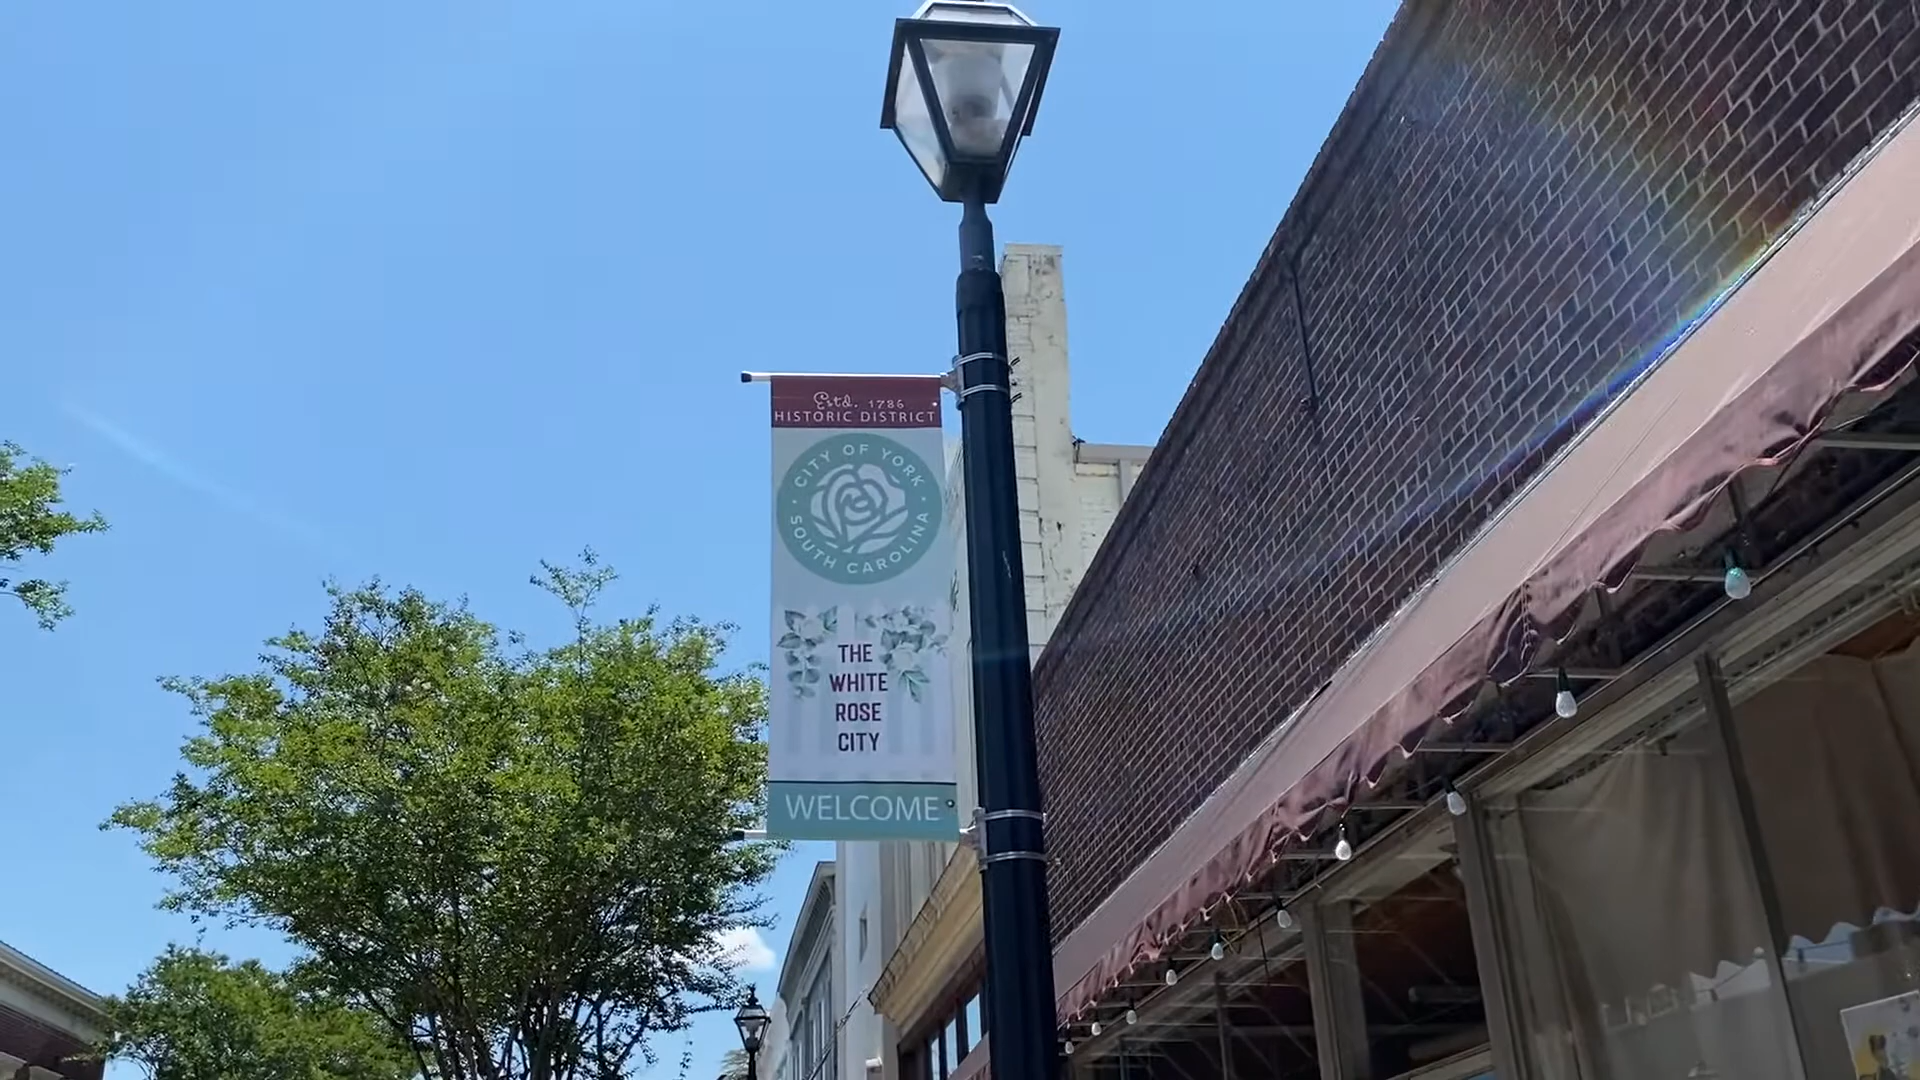 Estd. 1786
HISTORIC DISTRICT
CITY OF YORK
SOUTH CAROLINA
THE
WHITE
ROSE
CITY
WELCOME